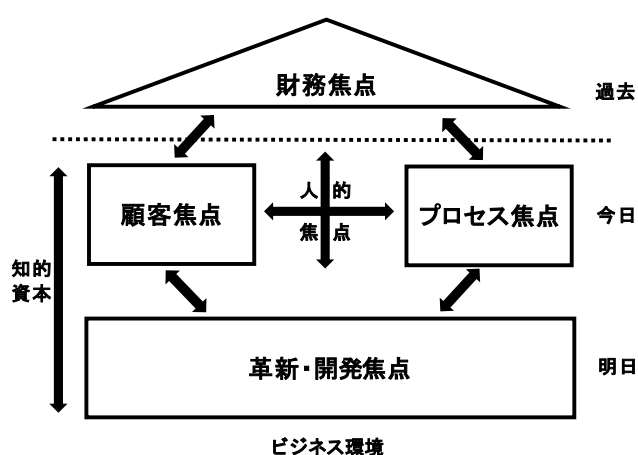 財務焦点
過去
人的
焦点
顧客焦点
プロセス焦点
今日
知的
資本
革新・開発焦点
明日
ビジネス環境